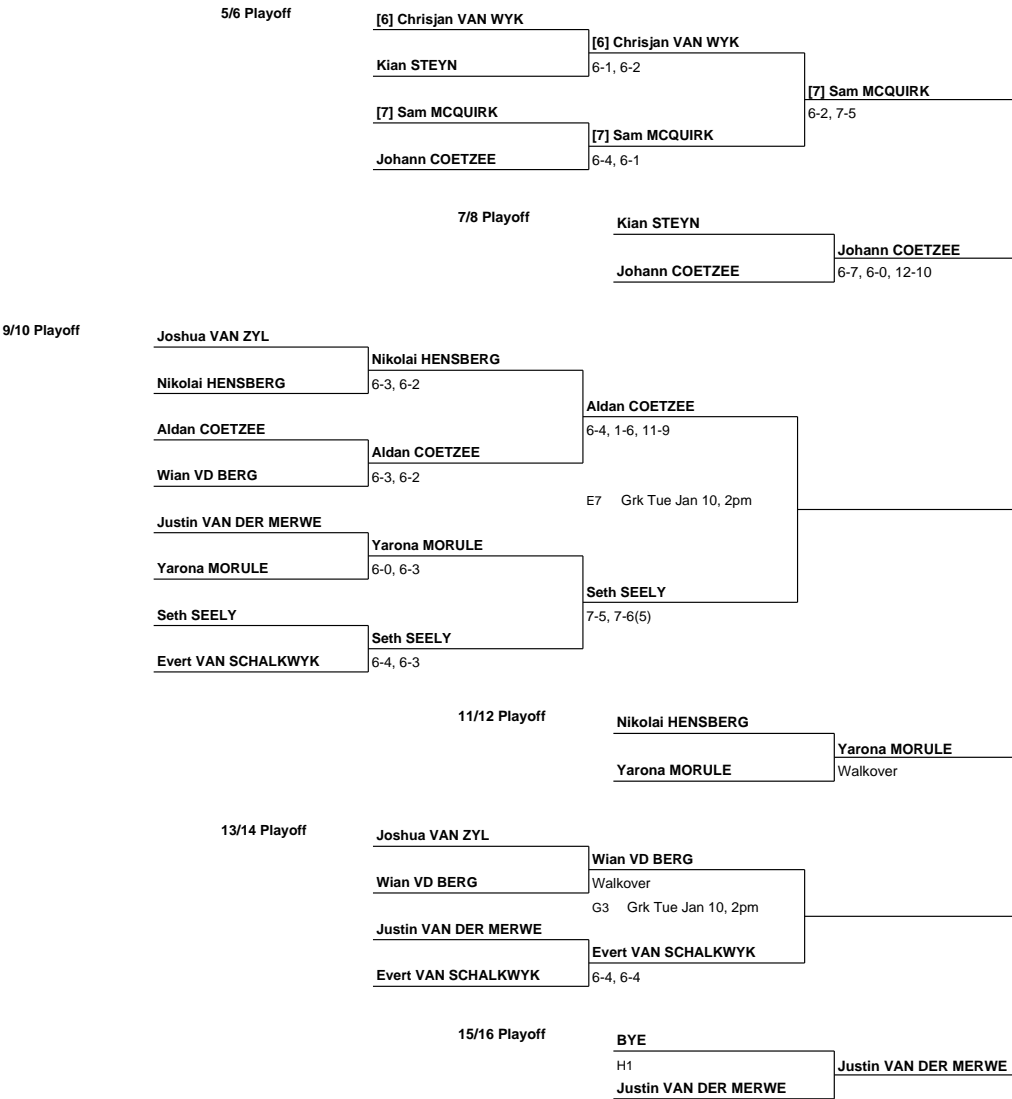 5/6 Playoff
[6] Chrisjan VAN WYK
[6] Chrisjan VAN WYK
Kian STEYN
6-1, 6-2
[7] Sam MCQUIRK
6-2, 7-5
[7] Sam MCQUIRK
[7] Sam MCQUIRK
Johann COETZEE
6-4, 6-1
7/8 Playoff
Kian STEYN
Johann COETZEE
Johann COETZEE
6-7, 6-0, 12-10
9/10 Playoff
Joshua VAN ZYL
Nikolai HENSBERG
Nikolai HENSBERG
6-3, 6-2
Aldan COETZEE
6-4, 1-6, 11-9
Aldan COETZEE
Aldan COETZEE
Wian VD BERG
6-3, 6-2
E7 Grk Tue Jan 10, 2pm
Justin VAN DER MERWE
Yarona MORULE
Yarona MORULE
6-0, 6-3
Seth SEELY
7-5, 7-6(5)
Seth SEELY
Seth SEELY
Evert VAN SCHALKWYK
6-4, 6-3
11/12 Playoff
Nikolai HENSBERG
Yarona MORULE
Yarona MORULE
Walkover
13/14 Playoff
Joshua VAN ZYL
Wian VD BERG
Wian VD BERG
Walkover
G3 Grk Tue Jan 10, 2pm
Justin VAN DER MERWE
Evert VAN SCHALKWYK
Evert VAN SCHALKWYK
6-4, 6-4
15/16 Playoff
BYE
H1
Justin VAN DER MERWE
Justin VAN DER MERWE